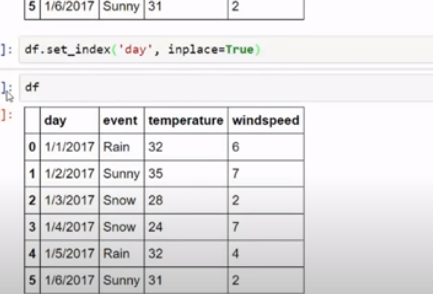 5 1/6/2017 Sunny 31 2
]: df.set_index('day', inplace=True)
]: df
]:
day event temperature windspeed
0 1/1/2017 Rain 32 6
1 1/2/2017 Sunny 35 7
2 1/3/2017 Snow 28 2
3 1/4/2017 Snow 24 7
4 1/5/2017 Rain 32 4
5 1/6/2017 Sunny 31 2